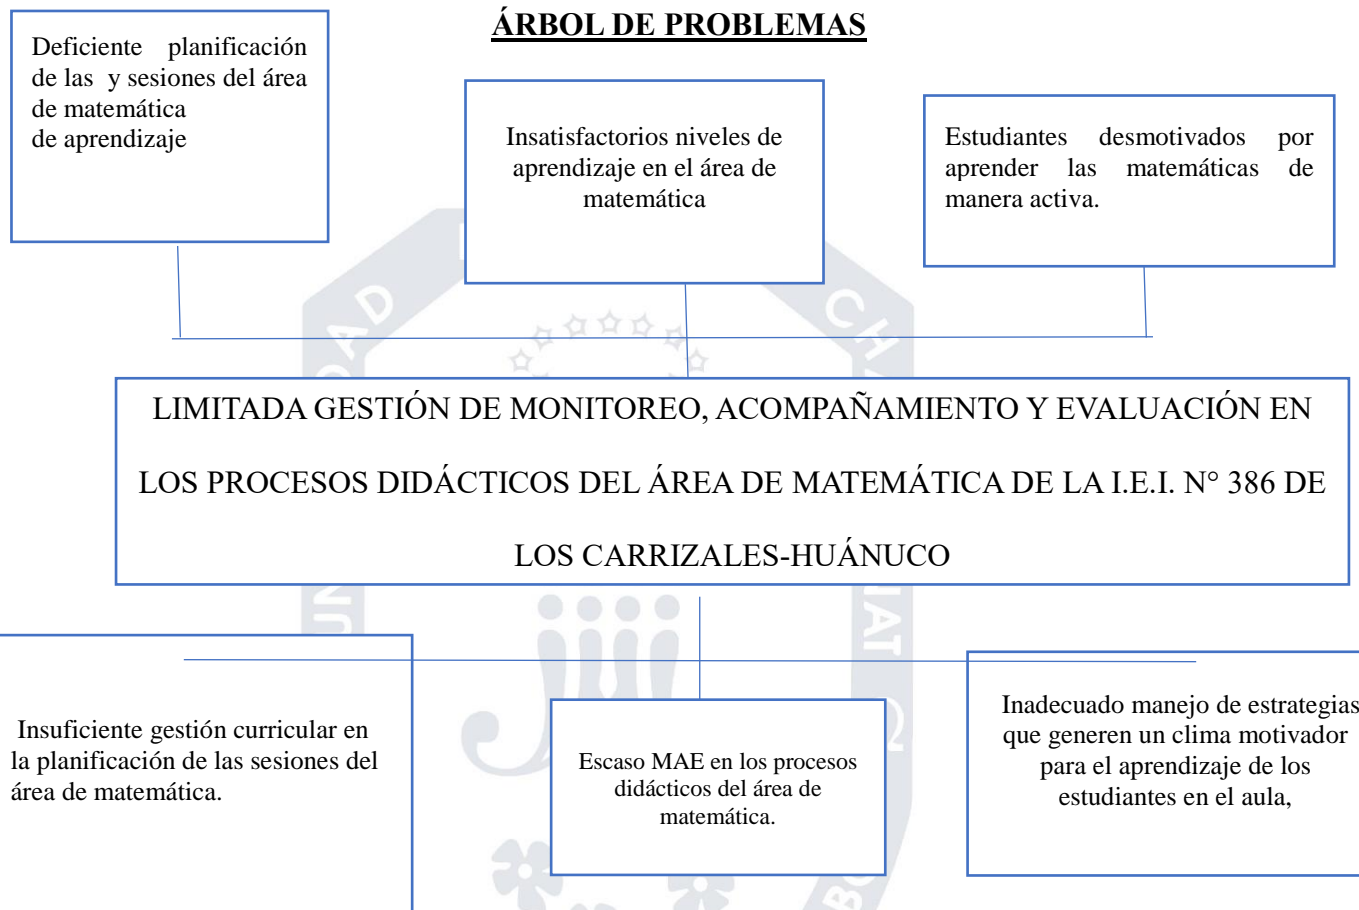 ÁRBOL DE PROBLEMAS
Deficiente planificación
de las y sesiones del área
de matemática
de aprendizaje
Insatisfactorios niveles de
aprendizaje en el área de
matemática
Estudiantes desmotivados por
aprender las matemáticas de
manera activa.
LIMITADA GESTIÓN DE MONITOREO, ACOMPAÑAMIENTO Y EVALUACIÓN EN
LOS PROCESOS DIDÁCTICOS DEL ÁREA DE MATEMÁTICA DE LA I.E.I. N° 386 DE
LOS CARRIZALES-HUÁNUCO
Insuficiente gestión curricular en
la planificación de las sesiones del
área de matemática.
Escaso MAE en los procesos
didácticos del área de
matemática.
Inadecuado manejo de estrategias
que generen un clima motivador
para el aprendizaje de los
estudiantes en el aula,